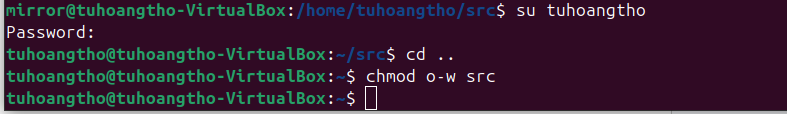 mirror@tuhoangtho-VirtualBox:/home/tuhoangtho/src$ su tuhoangtho
Password:
tuhoangtho@tuhoangtho-VirtualBox:~/src$ cd ..
tuhoangtho@tuhoangtho-VirtualBox:~$ chmod o-w src
tuhoangtho@tuhoangtho-VirtualBox:~$